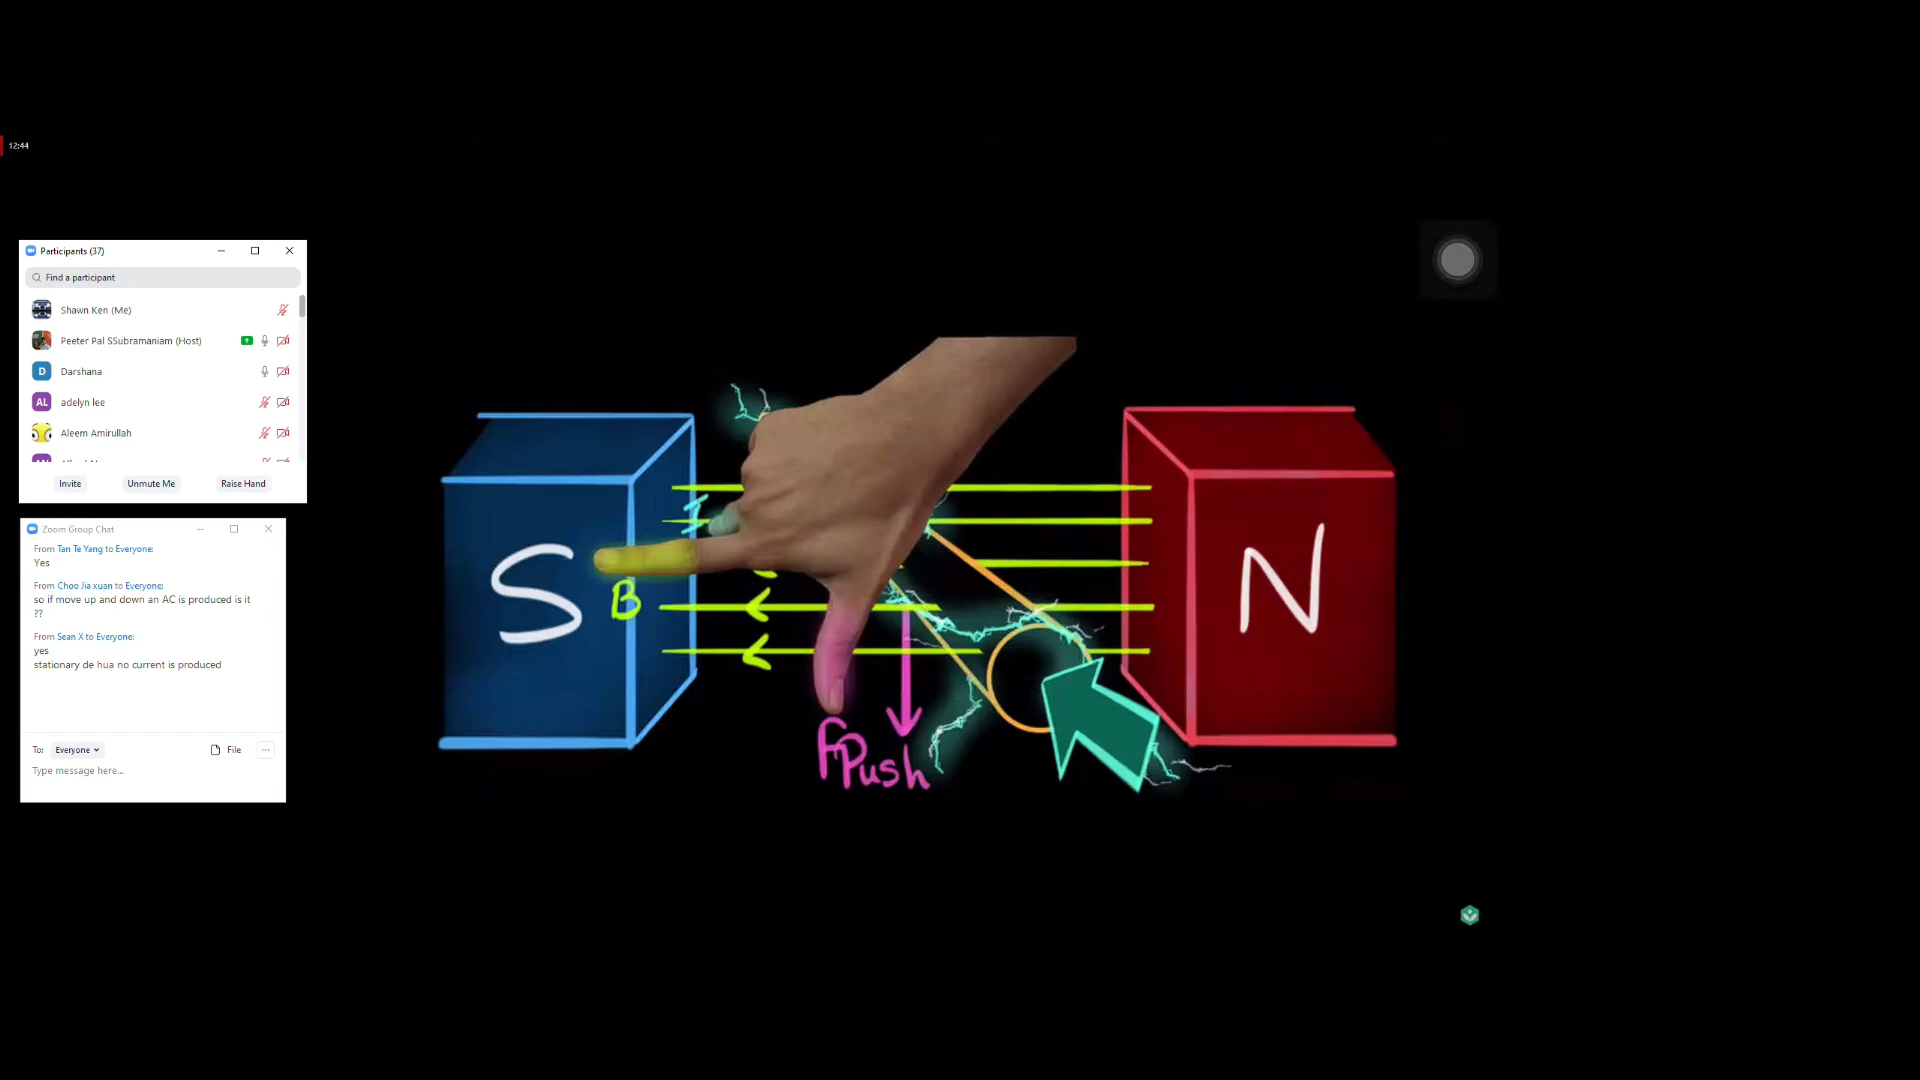 12:44
Participants (37)
Find a participant
Shawn Ken (Me)
Peeter Pal SSubramaniam (Host)
D Darshana
AL adelyn lee
Aleem Amirullah
Invite Unmute Me Raise Hand
Zoom Group Chat
From Tan Te Yang to Everyone:
Yes
From Choo Jia xuan to Everyone:
so if move up and down an AC is produced is it
??
From Sean X to Everyone:
yes
stationary de hua no current is produced
To: Everyone File ...
Type message here...
I
S
N
B
F Push